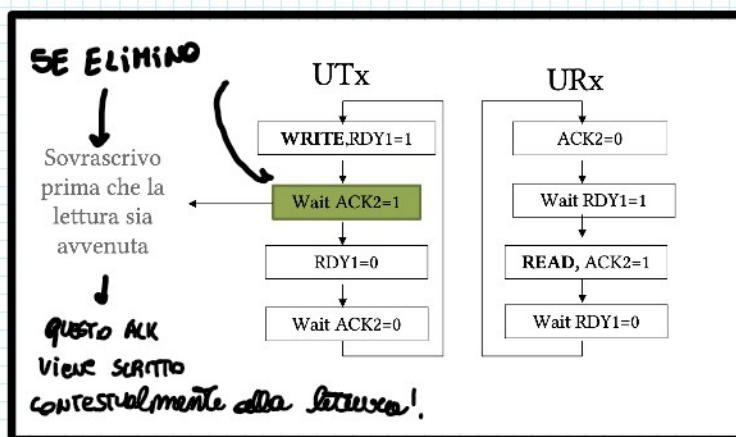 SE ELIMINO
Sovrascrivo
prima che la
lettura sia
avvenuta
QUESTO ACK
VIENE SCRITTO
CONTESTUALMENTE alla lettura!
UTx
WRITE,RDY1=1
Wait ACK2=1
RDY1=0
Wait ACK2=0
URx
ACK2=0
Wait RDY1=1
READ, ACK2=1
Wait RDY1=0